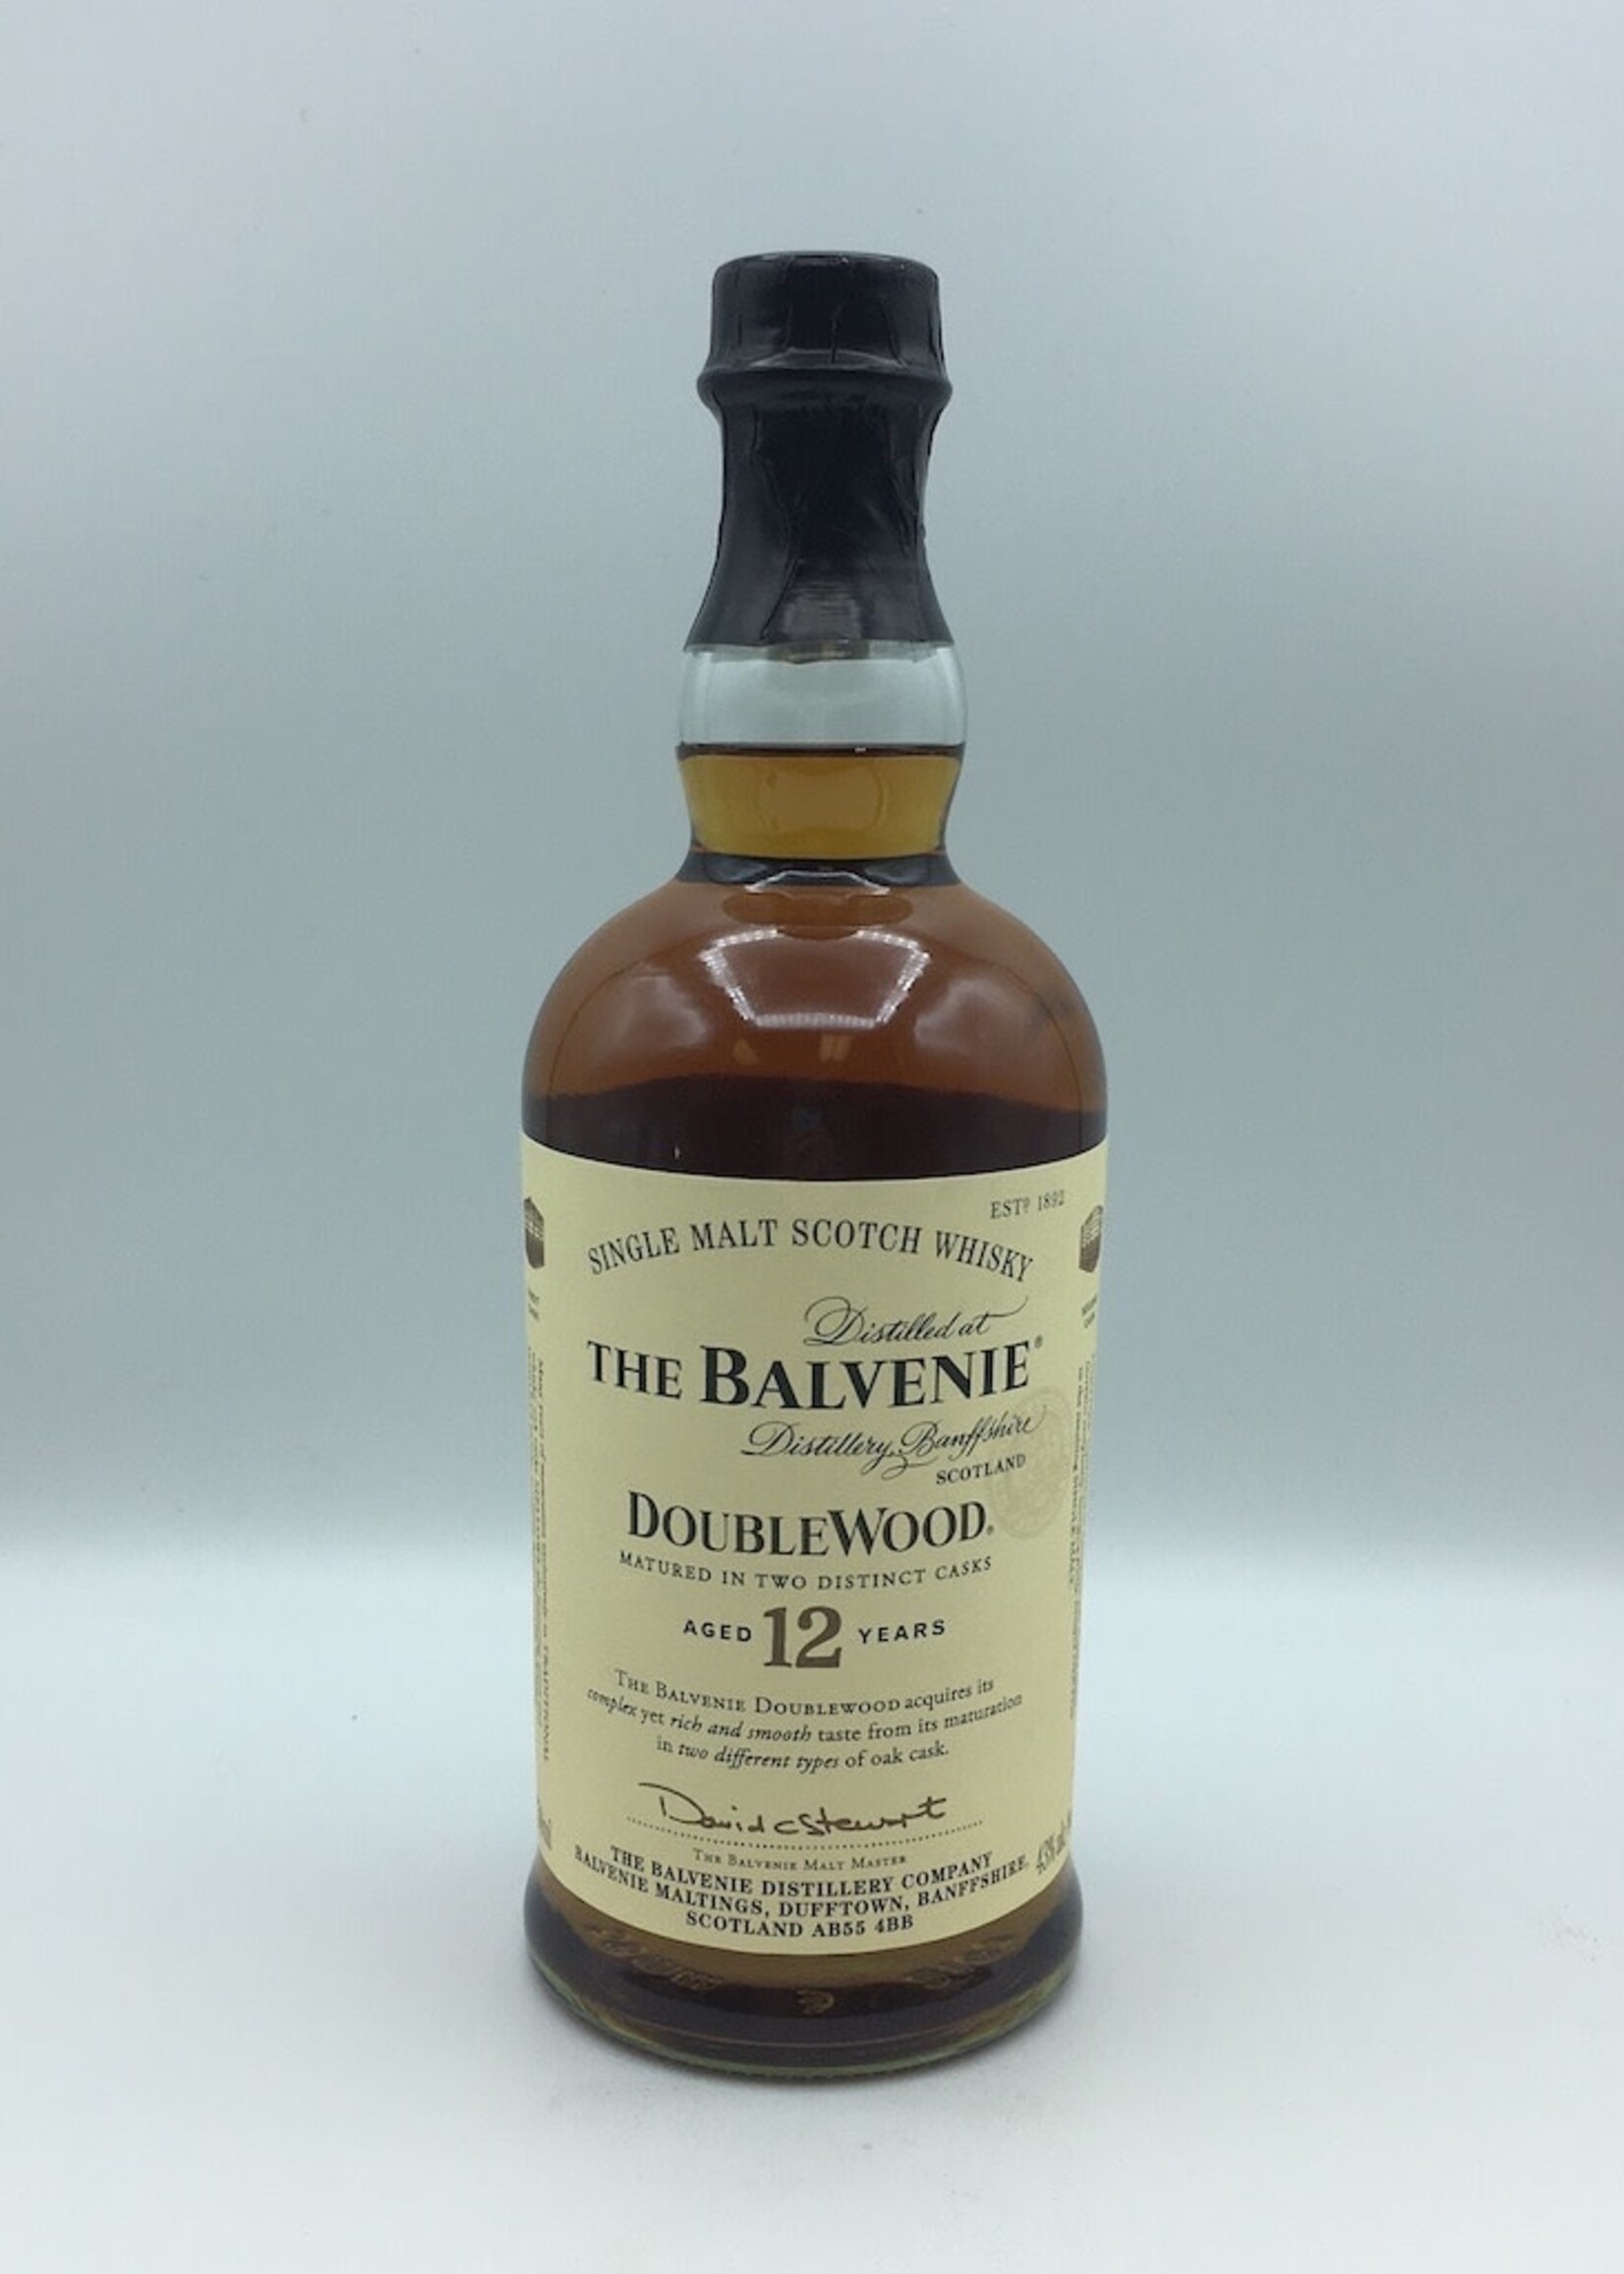 ESTD 1892
SINGLE MALT SCOTCH WHISKY
Distilled at
THE BALVENIE®
Distillery, Banffshire
SCOTLAND
DOUBLEWOOD®
MATURED IN TWO DISTINCT CASKS
AGED 12 YEARS
THE BALVENIE DOUBLEWOOD acquires its
complex yet rich and smooth taste from its maturation
in two different types of oak cask.
David C Stewart
THE BALVENIE MALT MASTER
THE BALVENIE DISTILLERY COMPANY
BALVENIE MALTINGS, DUFFTOWN, BANFFSHIRE,
SCOTLAND AB55 4BB
43%